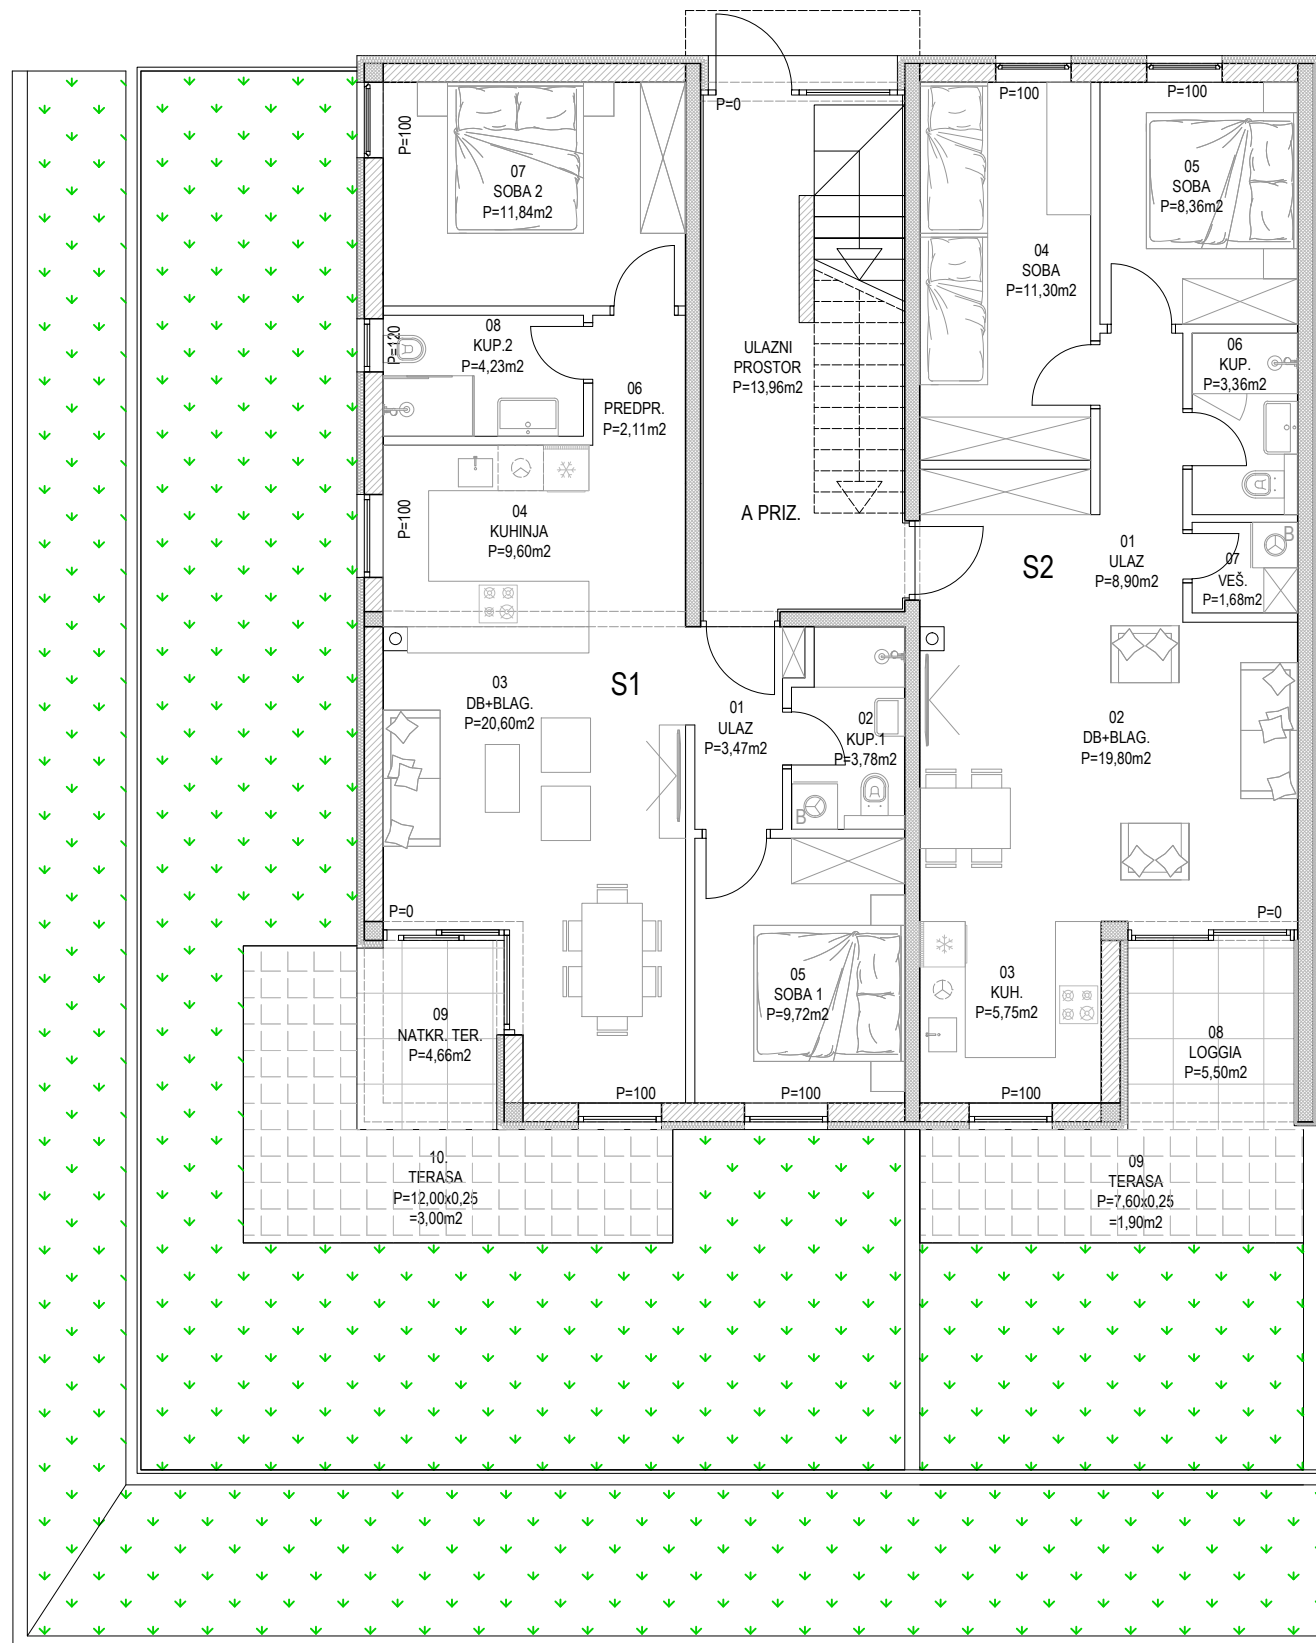 P=0
P=100
P=100
P=100
07
SOBA 2
P=11,84m2
05
SOBA
P=8,36m2
04
SOBA
P=11,30m2
08
KUP.2
P=4,23m2
P=120
06
PREDPR.
P=2,11m2
ULAZNI
PROSTOR
P=13,96m2
06
KUP.
P=3,36m2
P=100
04
KUHINJA
P=9,60m2
A PRIZ.
S2
01
ULAZ
P=8,90m2
B
07
VEŠ.
P=1,68m2
03
DB+BLAG.
P=20,60m2
S1
01
ULAZ
P=3,47m2
02
KUP.1
P=3,78m2
B
02
DB+BLAG.
P=19,80m2
P=0
P=0
05
SOBA 1
P=9,72m2
03
KUH.
P=5,75m2
09
NATKR. TER.
P=4,66m2
08
LOGGIA
P=5,50m2
P=100
P=100
P=100
10.
TERASA
P=12,00x0,25
=3,00m2
09
TERASA
P=7,60x0,25
=1,90m2